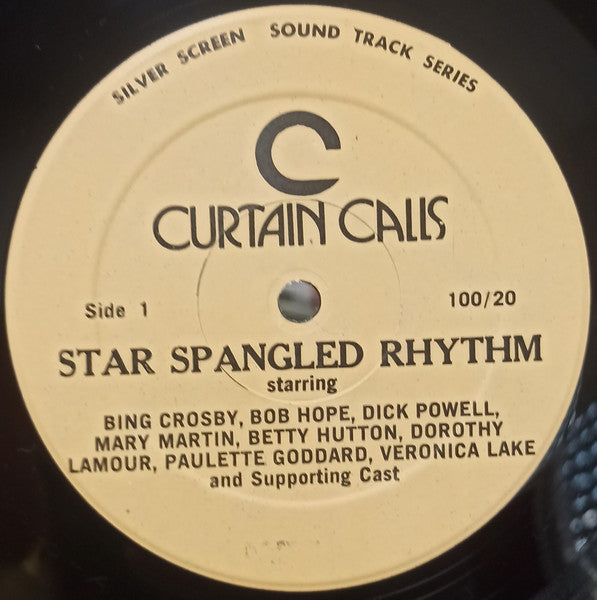 SILVER SCREEN SOUND TRACK SERIES
CURTAIN CALLS
Side 1
100/20
STAR SPANGLED RHYTHM
starring
BING CROSBY, BOB HOPE, DICK POWELL,
MARY MARTIN, BETTY HUTTON, DOROTHY
LAMOUR, PAULETTE GODDARD, VERONICA LAKE
and Supporting Cast